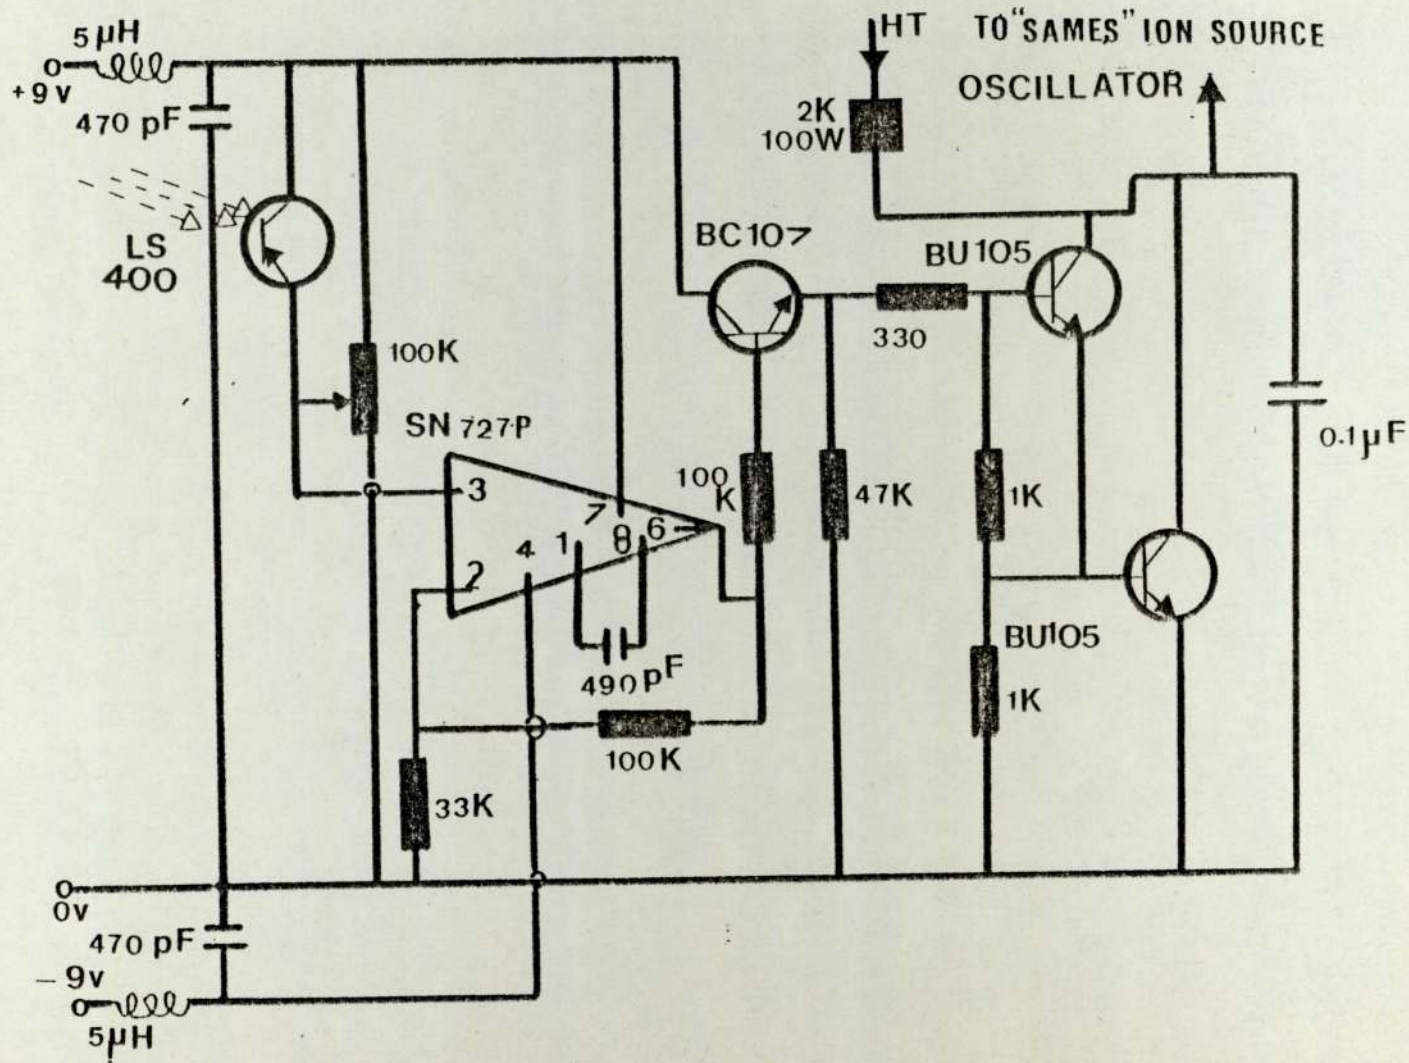 5 µH
+9v
470 pF
LS
400
100K
SN 727P
3
2
4
1
7
8
6
490 pF
100K
33K
0v
470 pF
- 9v
5µH
HT TO "SAMES" ION SOURCE
OSCILLATOR
2K
100W
BC107
BU105
330
100
K
47K
1K
0.1µF
BU105
1K